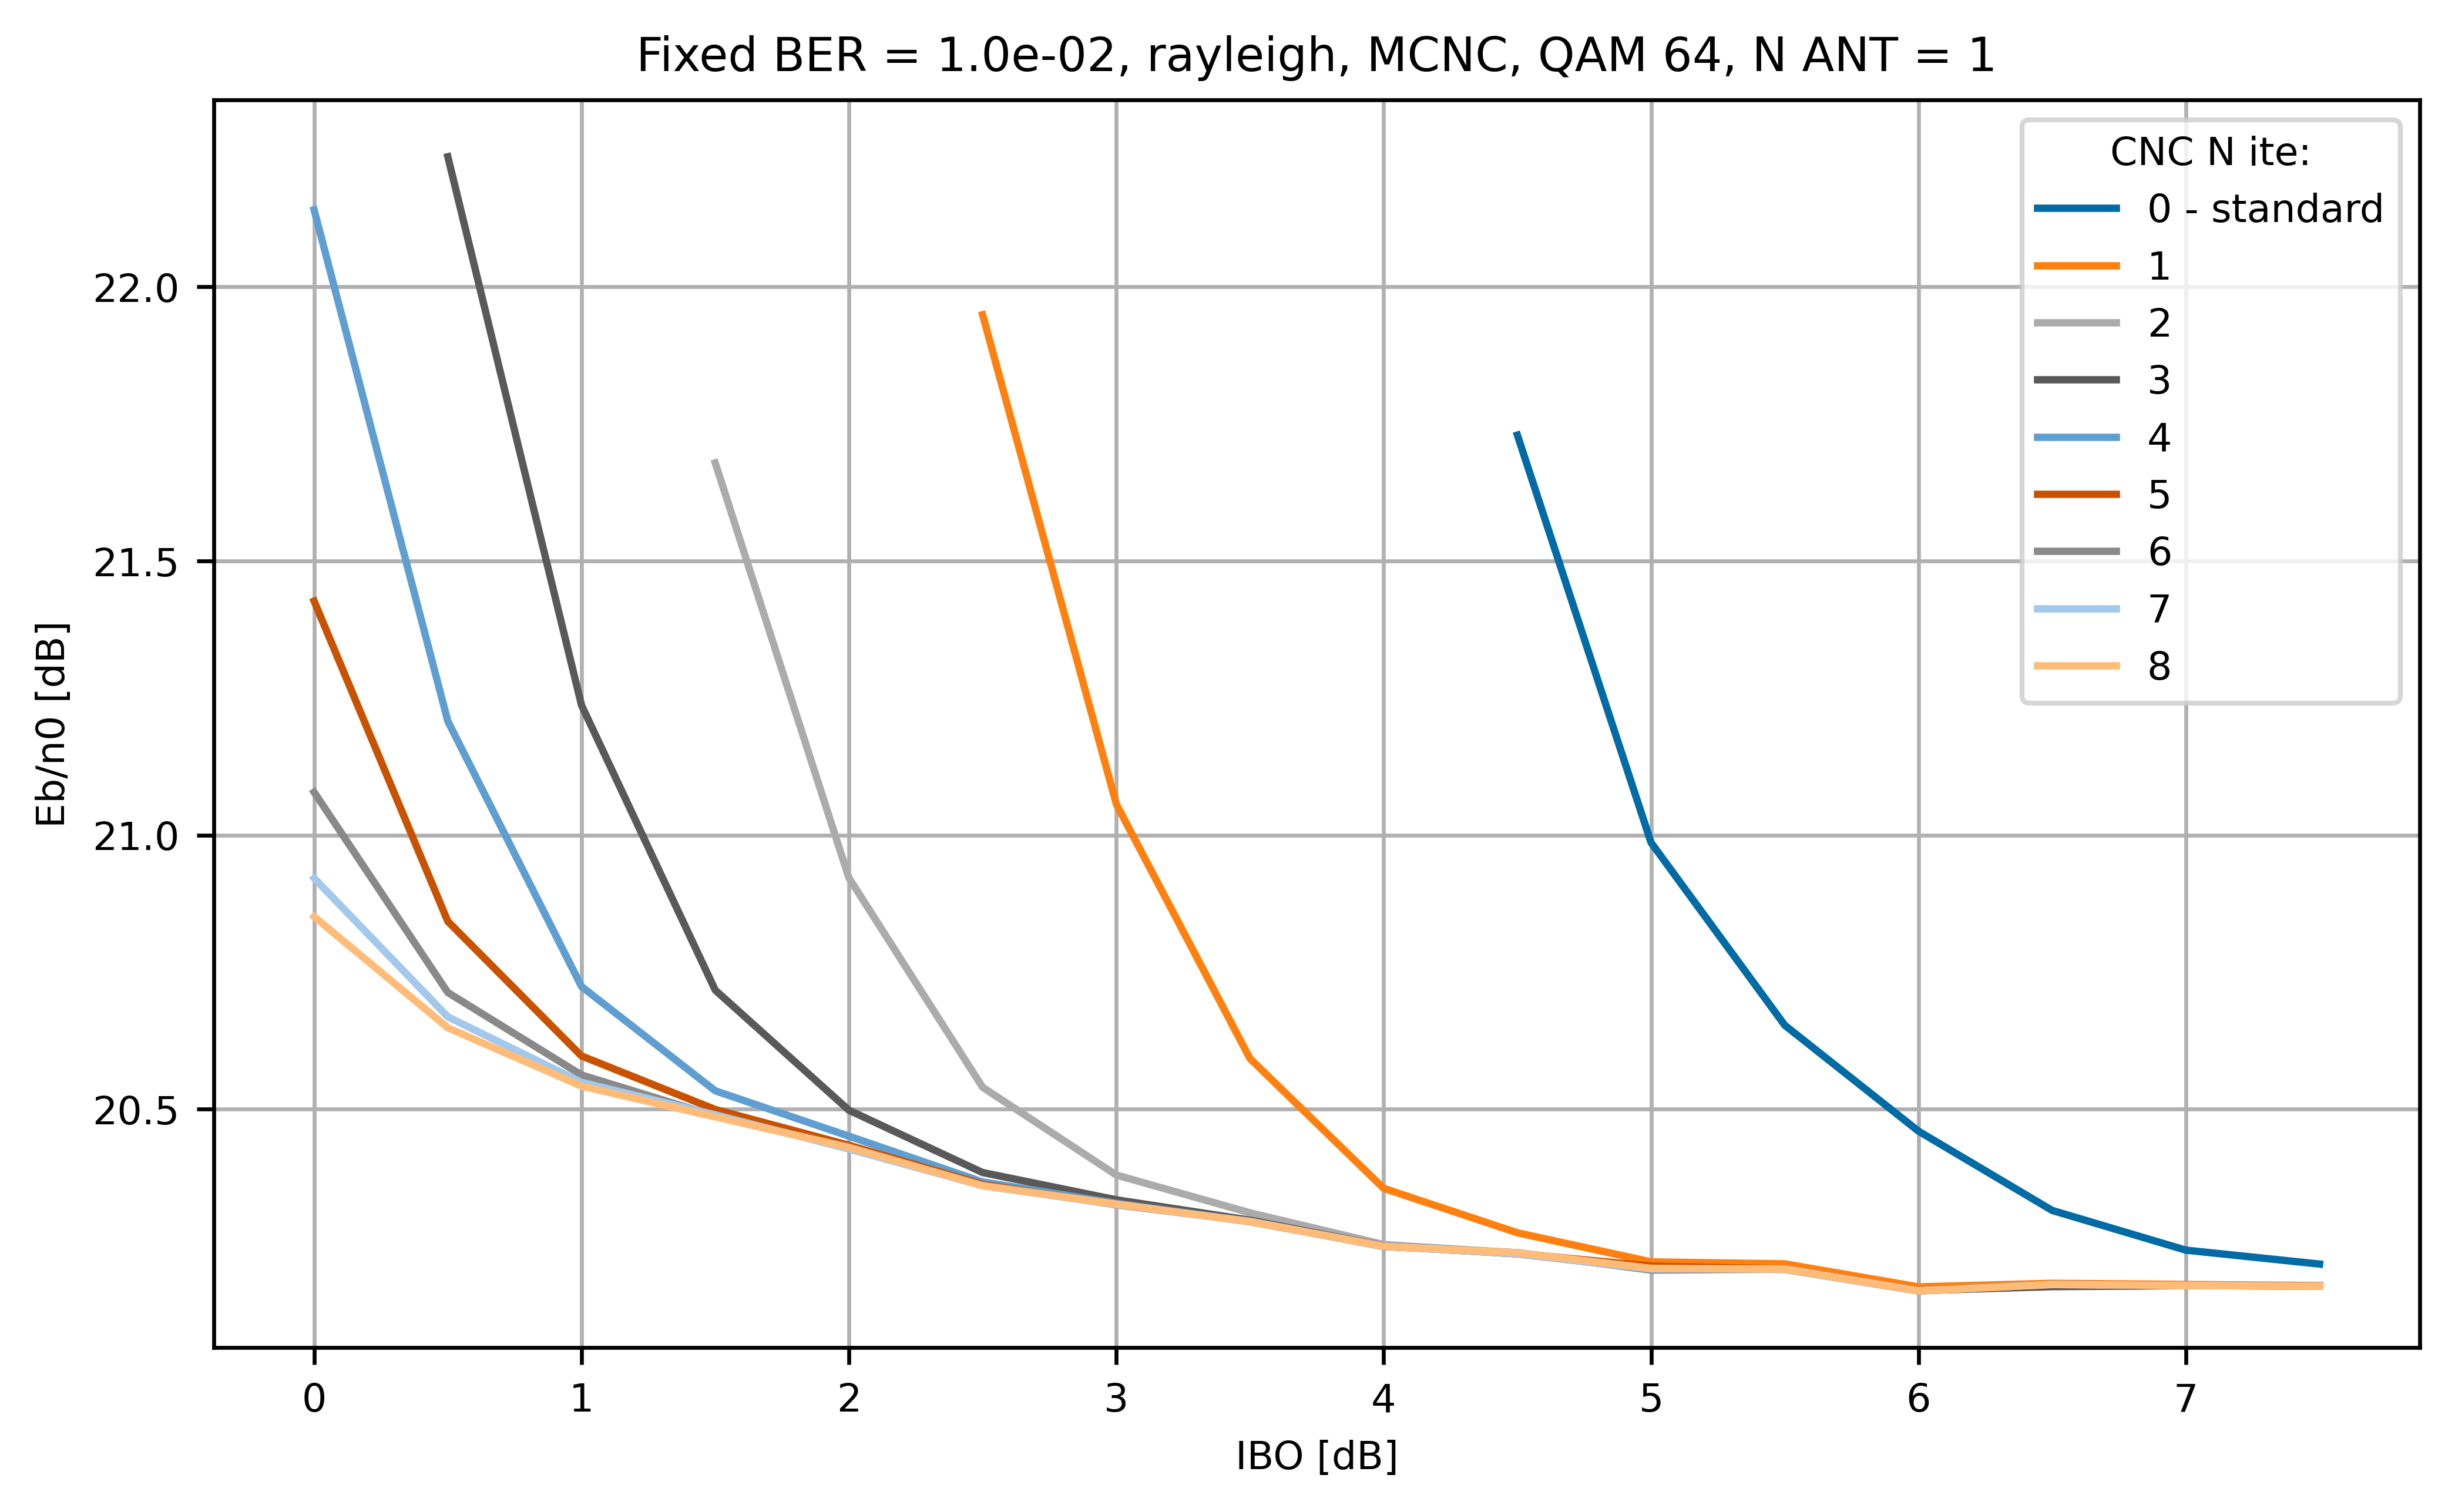 Fixed BER = 1.0e-02, rayleigh, MCNC, QAM 64, N ANT = 1
CNC N ite:
0 - standard
1
2
3
4
5
6
7
8
22.0
21.5
21.0
20.5
Eb/n0 [dB]
0 1 2 3 4 5 6 7
IBO [dB]